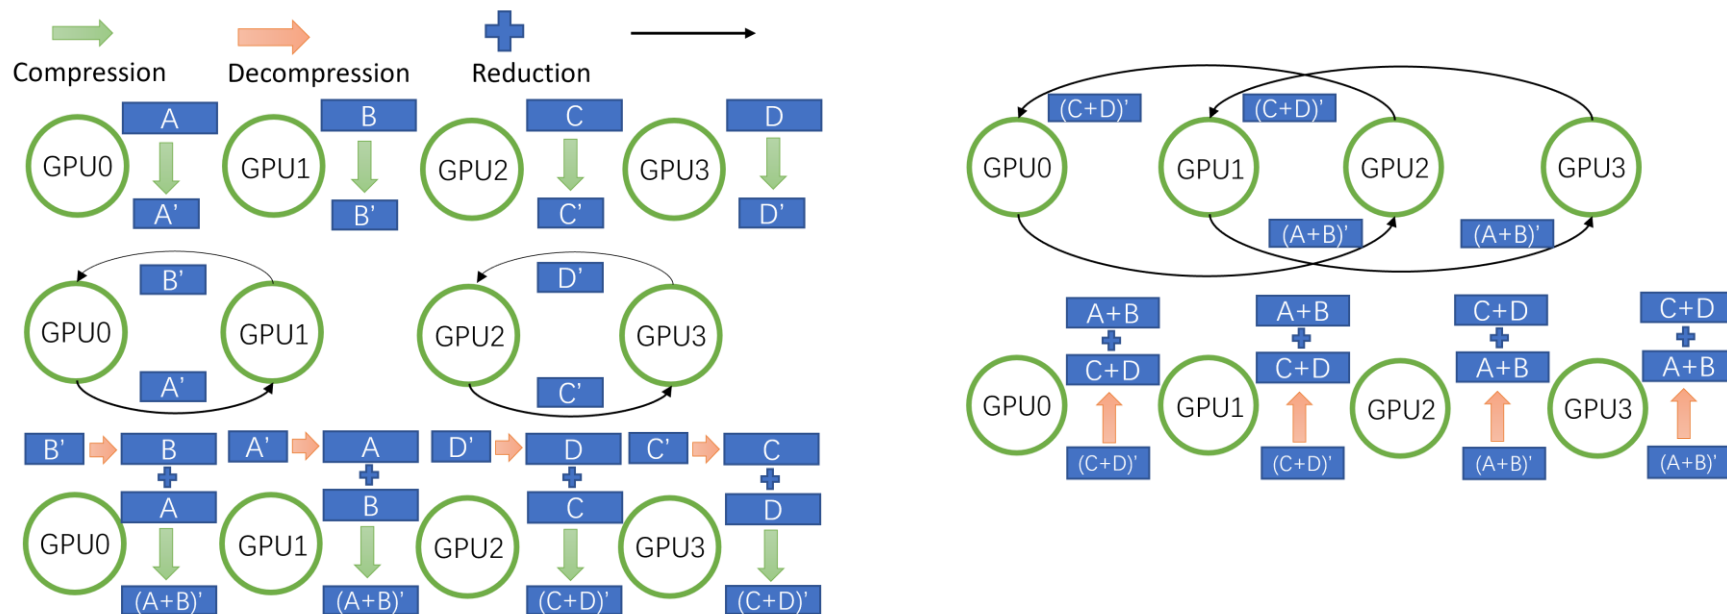 Compression Decompression Reduction
A B C D
GPU0 GPU1 GPU2 GPU3
A’ B’ C’ D’
B’ D’
GPU0 GPU1 GPU2 GPU3
A’ C’
B’ B A’ A D’ D C’ C
A B C D
GPU0 GPU1 GPU2 GPU3
(A+B)’ (A+B)’ (C+D)’ (C+D)’
(C+D)’ (C+D)’
GPU0 GPU1 GPU2 GPU3
(A+B)’ (A+B)’
A+B A+B C+D C+D
C+D C+D A+B A+B
GPU0 GPU1 GPU2 GPU3
(C+D)’ (C+D)’ (A+B)’ (A+B)’